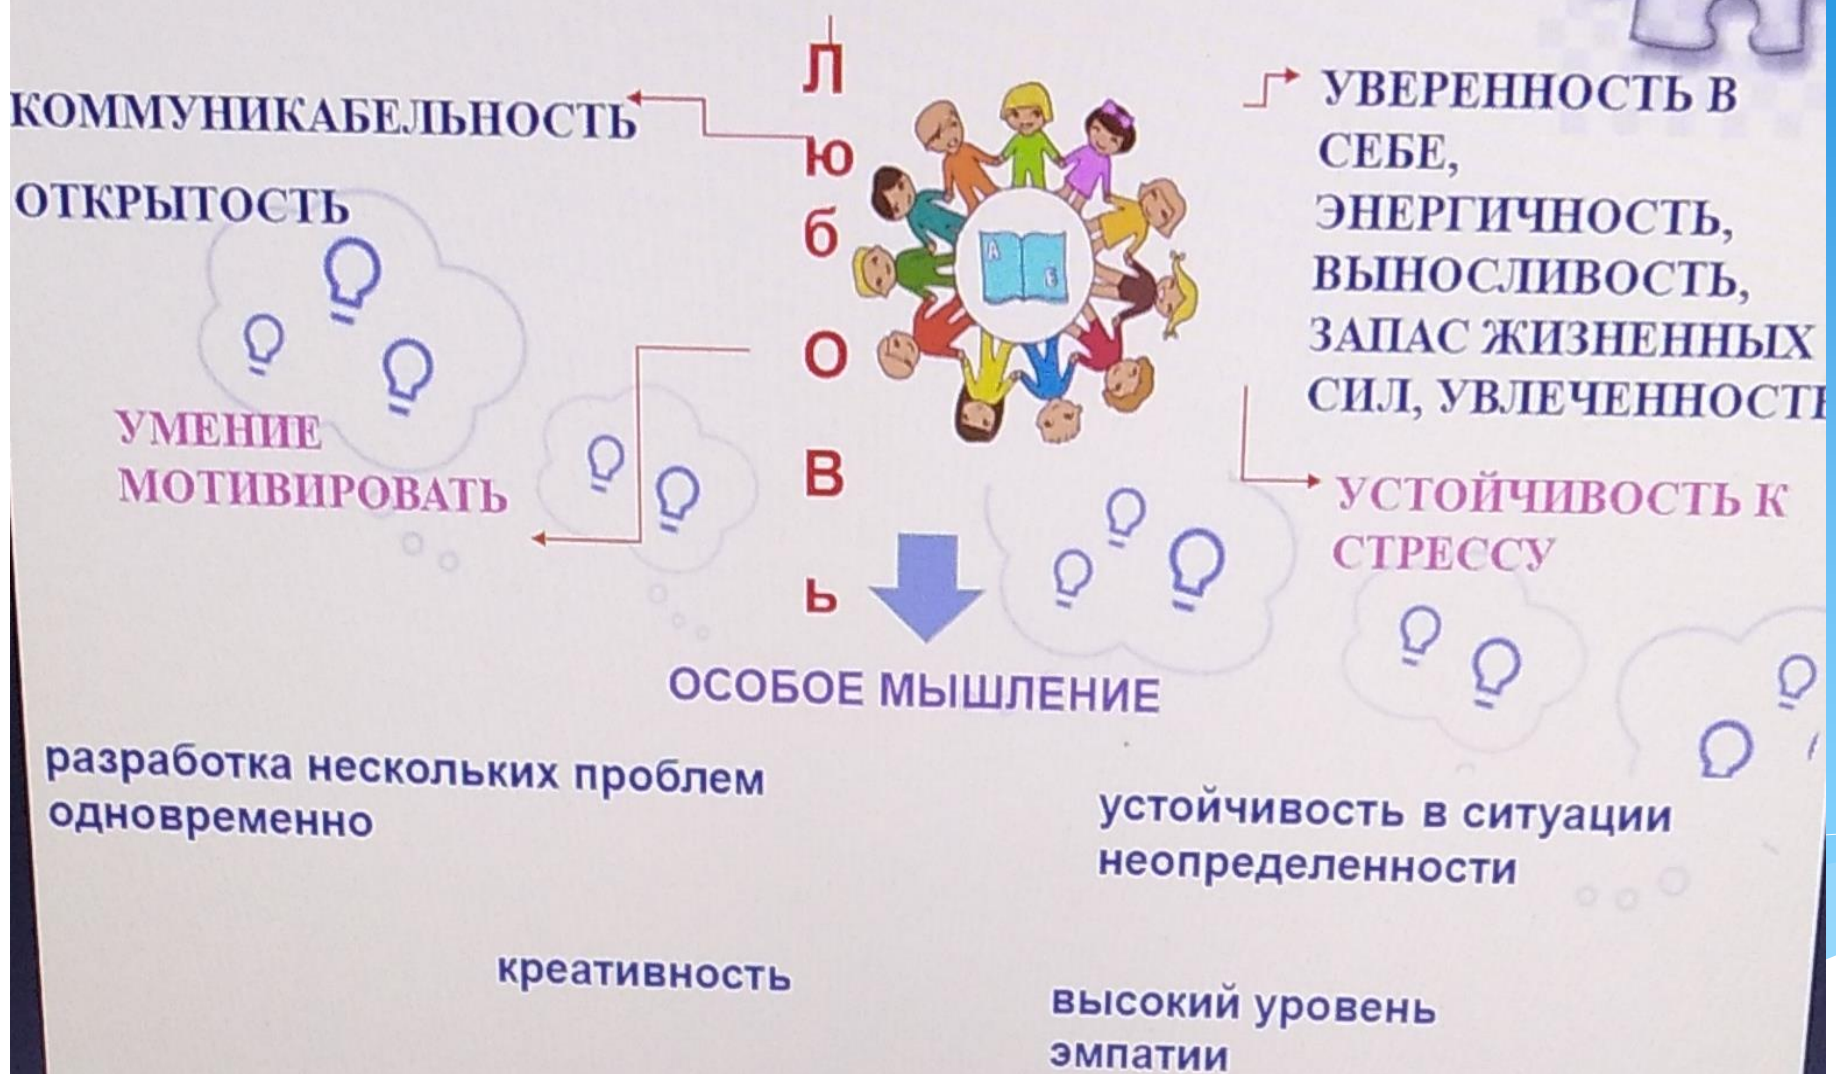 КОММУНИКАБЕЛЬНОСТЬ
ОТКРЫТОСТЬ
УМЕНИЕ
МОТИВИРОВАТЬ
Л
ю
б
О
В
ь
А
Б
УВЕРЕННОСТЬ В
СЕБЕ,
ЭНЕРГИЧНОСТЬ,
ВЫНОСЛИВОСТЬ,
ЗАПАС ЖИЗНЕННЫХ
СИЛ, УВЛЕЧЕННОСТЬ
УСТОЙЧИВОСТЬ К
СТРЕССУ
ОСОБОЕ МЫШЛЕНИЕ
разработка нескольких проблем
одновременно
устойчивость в ситуации
неопределенности
креативность
высокий уровень
эмпатии